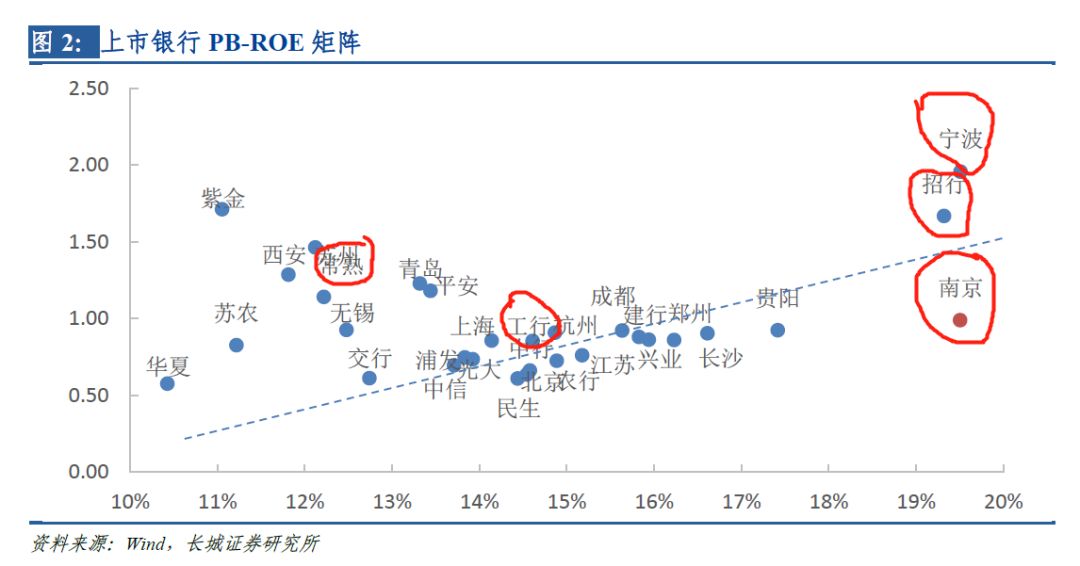 图 2: 上市银行 PB-ROE 矩阵
2.50
宁波
2.00
招行
紫金
1.50
西安 苏州
常熟
青岛
平安
南京
成都
贵阳
1.00
苏农
无锡
上海 工行 杭州
建行 郑州
中行
华夏
交行
浦发
光大
江苏 兴业 长沙
0.50
中信
北京 农行
民生
0.00
10% 11% 12% 13% 14% 15% 16% 17% 18% 19% 20%
资料来源：Wind，长城证券研究所